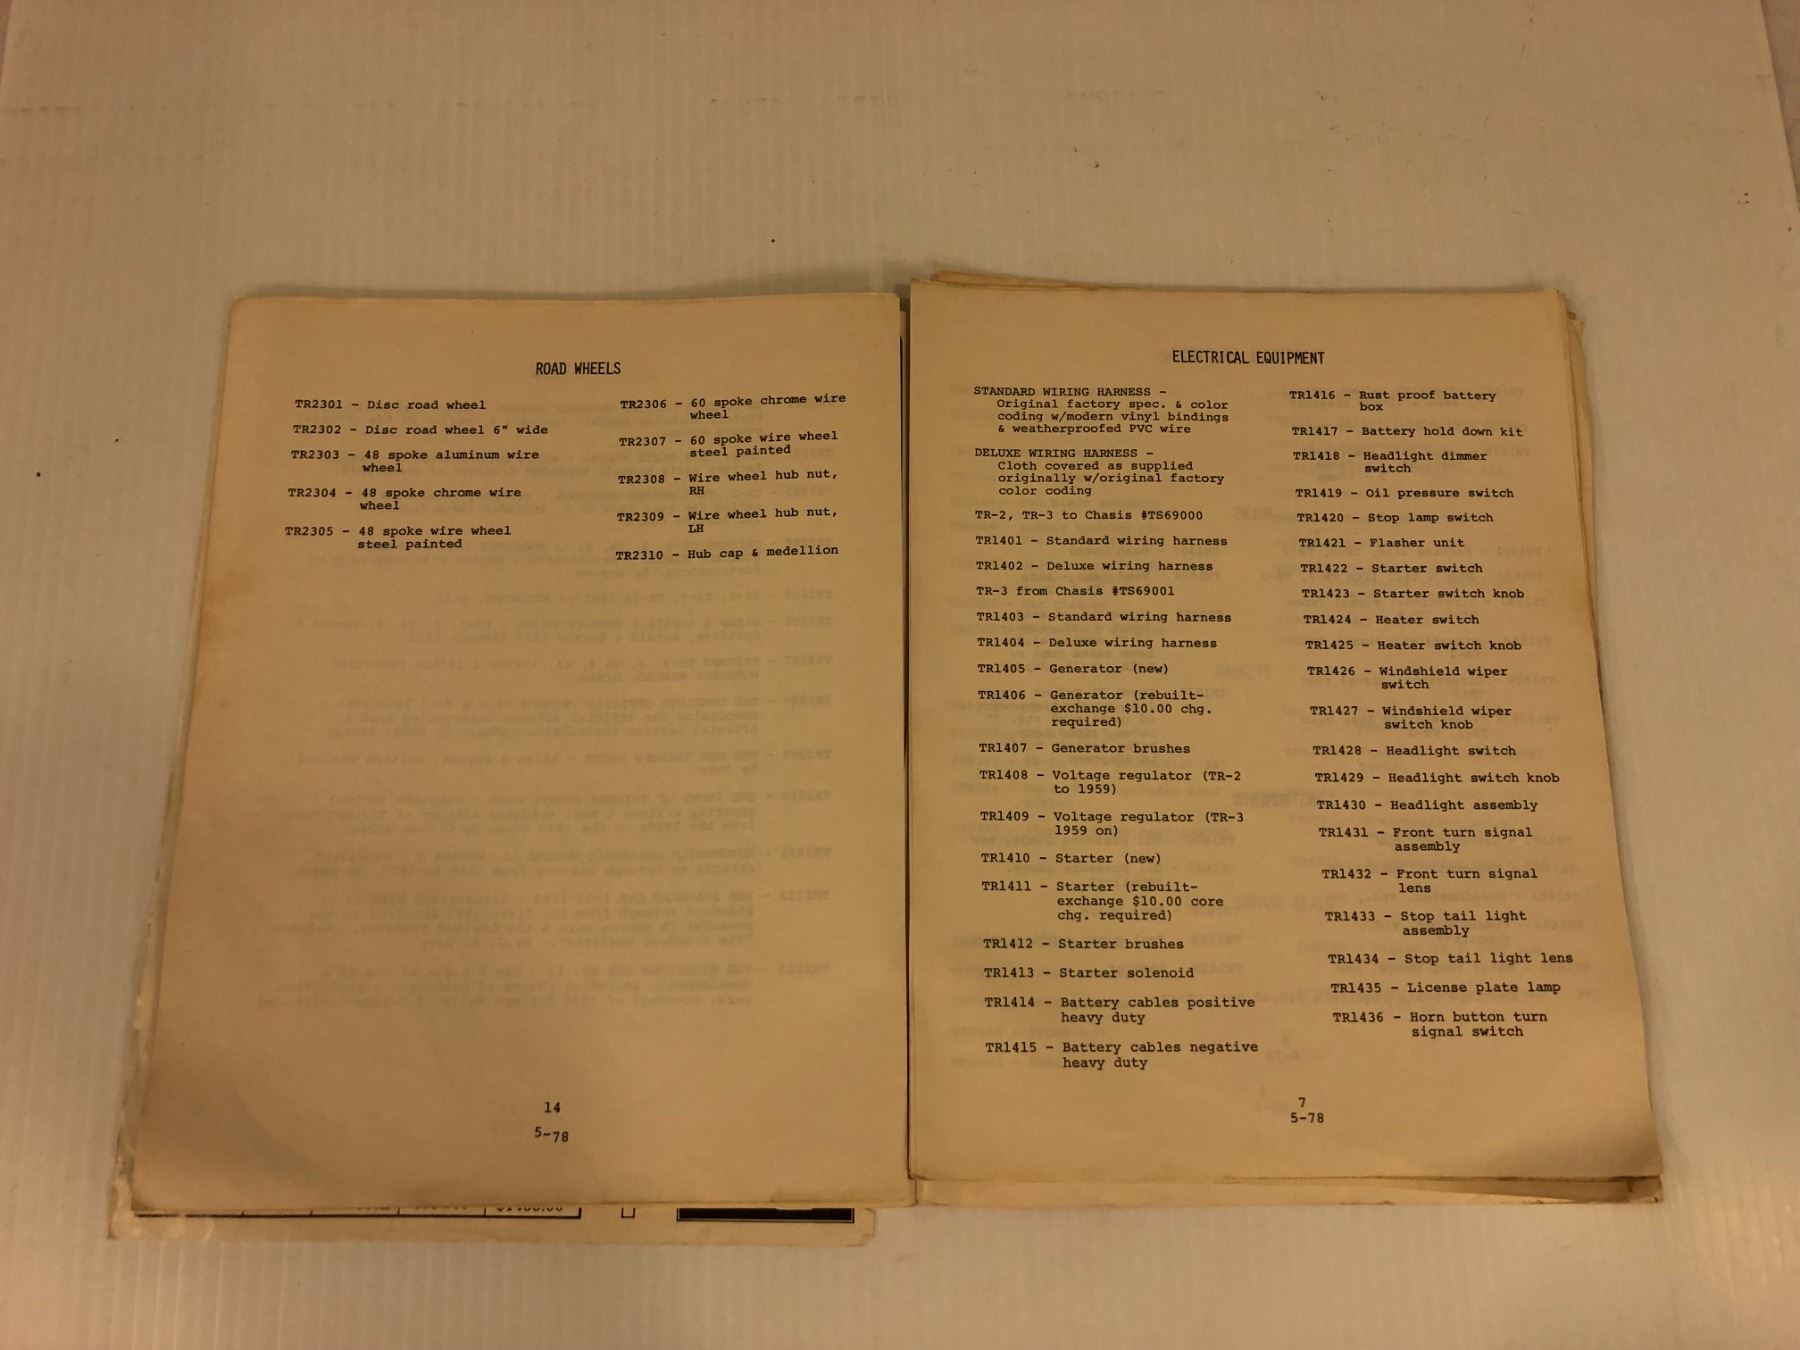 ROAD WHEELS
TR2301 - Disc road wheel
TR2302 - Disc road wheel 6" wide
TR2303 - 48 spoke aluminum wire
wheel
TR2304 - 48 spoke chrome wire
wheel
TR2305 - 48 spoke wire wheel
steel painted
TR2306 - 60 spoke chrome wire
wheel
TR2307 - 60 spoke wire wheel
steel painted
TR2308 - Wire wheel hub nut,
RH
TR2309 - Wire wheel hub nut,
LH
TR2310 - Hub cap & medellion
14
5-78
ELECTRICAL EQUIPMENT
STANDARD WIRING HARNESS -
Original factory spec. & color
coding w/modern vinyl bindings
& weatherproofed PVC wire
DELUXE WIRING HARNESS -
Cloth covered as supplied
originally w/original factory
color coding
TR-2, TR-3 to Chasis #TS69000
TR1401 - Standard wiring harness
TR1402 - Deluxe wiring harness
TR-3 from Chasis #TS69001
TR1403 - Standard wiring harness
TR1404 - Deluxe wiring harness
TR1405 - Generator (new)
TR1406 - Generator (rebuilt-
exchange $10.00 chg.
required)
TR1407 - Generator brushes
TR1408 - Voltage regulator (TR-2
to 1959)
TR1409 - Voltage regulator (TR-3
1959 on)
TR1410 - Starter (new)
TR1411 - Starter (rebuilt-
exchange $10.00 core
chg. required)
TR1412 - Starter brushes
TR1413 - Starter solenoid
TR1414 - Battery cables positive
heavy duty
TR1415 - Battery cables negative
heavy duty
TR1416 - Rust proof battery
box
TR1417 - Battery hold down kit
TR1418 - Headlight dimmer
switch
TR1419 - Oil pressure switch
TR1420 - Stop lamp switch
TR1421 - Flasher unit
TR1422 - Starter switch
TR1423 - Starter switch knob
TR1424 - Heater switch
TR1425 - Heater switch knob
TR1426 - Windshield wiper
switch
TR1427 - Windshield wiper
switch knob
TR1428 - Headlight switch
TR1429 - Headlight switch knob
TR1430 - Headlight assembly
TR1431 - Front turn signal
assembly
TR1432 - Front turn signal
lens
TR1433 - Stop tail light
assembly
TR1434 - Stop tail light lens
TR1435 - License plate lamp
TR1436 - Horn button turn
signal switch
7
5-78